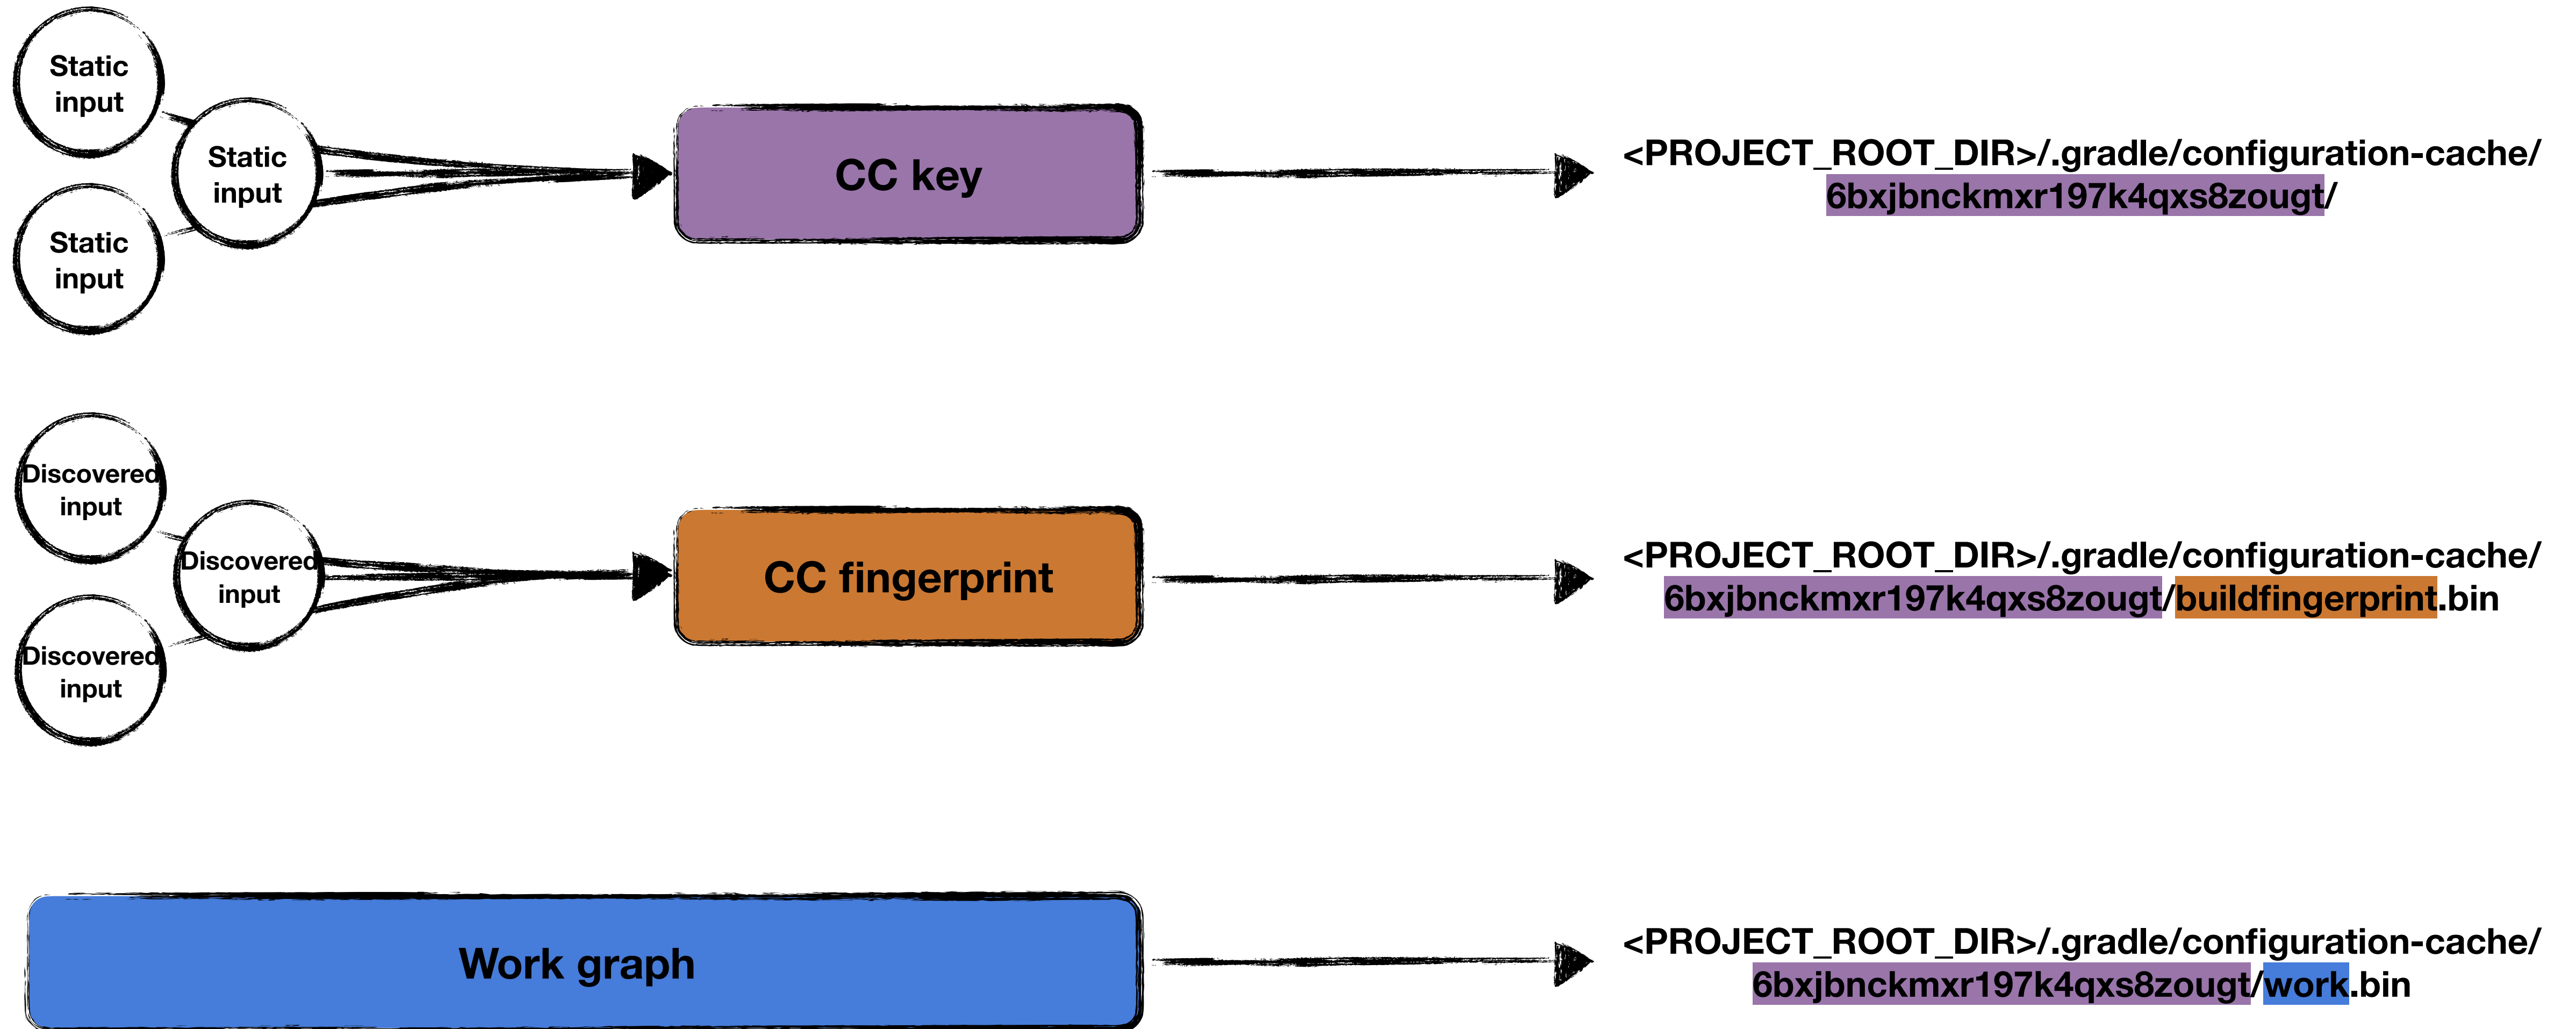 Static
input
Static
input
Static
input
CC key
<PROJECT_ROOT_DIR>/.gradle/configuration-cache/
6bxjbnckmxr197k4qxs8zougt/
Discovered
input
Discovered
input
Discovered
input
CC fingerprint
<PROJECT_ROOT_DIR>/.gradle/configuration-cache/
6bxjbnckmxr197k4qxs8zougt/buildfingerprint.bin
Work graph
<PROJECT_ROOT_DIR>/.gradle/configuration-cache/
6bxjbnckmxr197k4qxs8zougt/work.bin